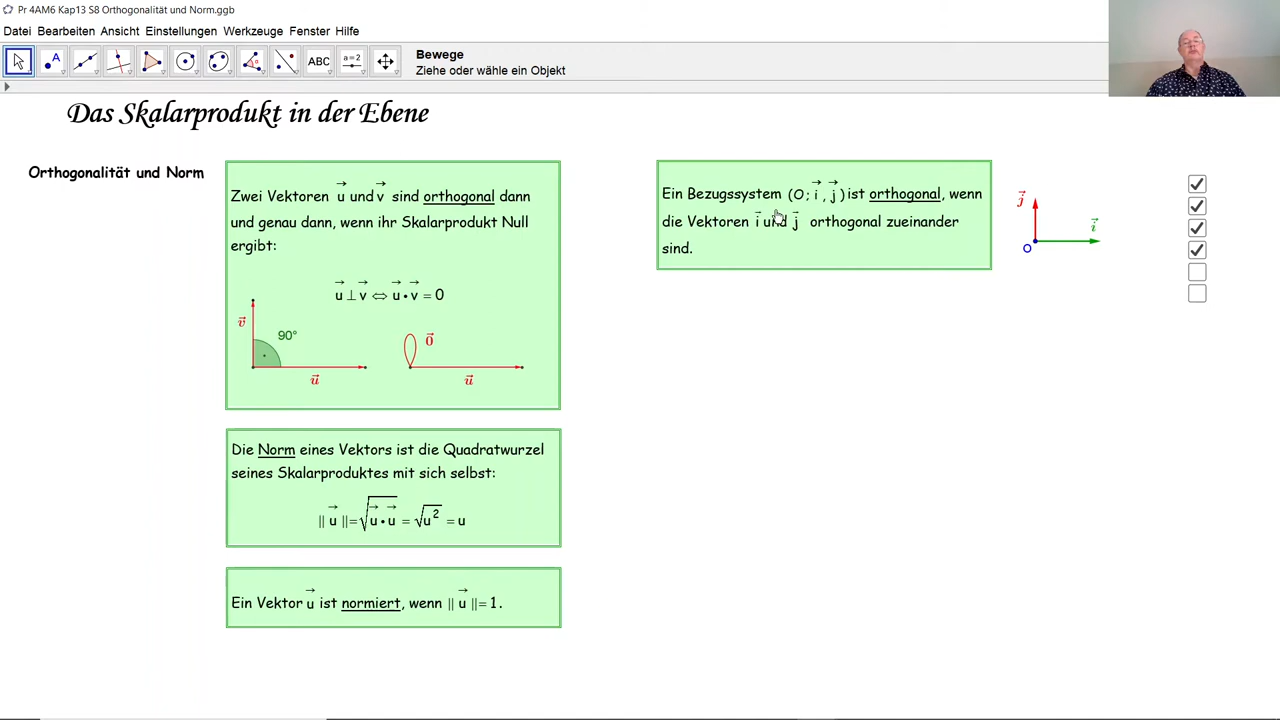 Pr 4AM6 Kap13 S8 Orthogonalität und Norm.ggb
Datei Bearbeiten Ansicht Einstellungen Werkzeuge Fenster Hilfe
A
ABC
a=2
Bewege
Ziehe oder wähle ein Objekt
Das Skalarprodukt in der Ebene
Orthogonalität und Norm
Zwei Vektoren u⃗ und v⃗ sind orthogonal dann
und genau dann, wenn ihr Skalarprodukt Null
ergibt:
u⃗ ⊥ v⃗ ⇔ u⃗ • v⃗ = 0
v⃗
90°
u⃗
0⃗
u⃗
Die Norm eines Vektors ist die Quadratwurzel
seines Skalarproduktes mit sich selbst:
|| u⃗ ||= √(u⃗ • u⃗) = √(u²) = u
Ein Vektor u⃗ ist normiert, wenn || u⃗ ||= 1.
Ein Bezugssystem (O; i⃗, j⃗) ist orthogonal, wenn
die Vektoren i⃗ und j⃗ orthogonal zueinander
sind.
j⃗
i⃗
O